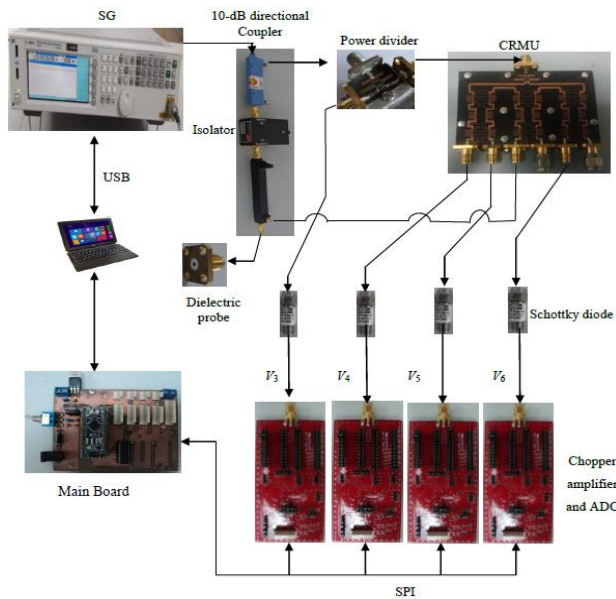 SG
10-dB directional
Coupler
Power divider
CRMU
Isolator
USB
Dielectric
probe
Schottky diode
V3
V4
V5
V6
Main Board
Chopper
amplifier
and ADC
SPI